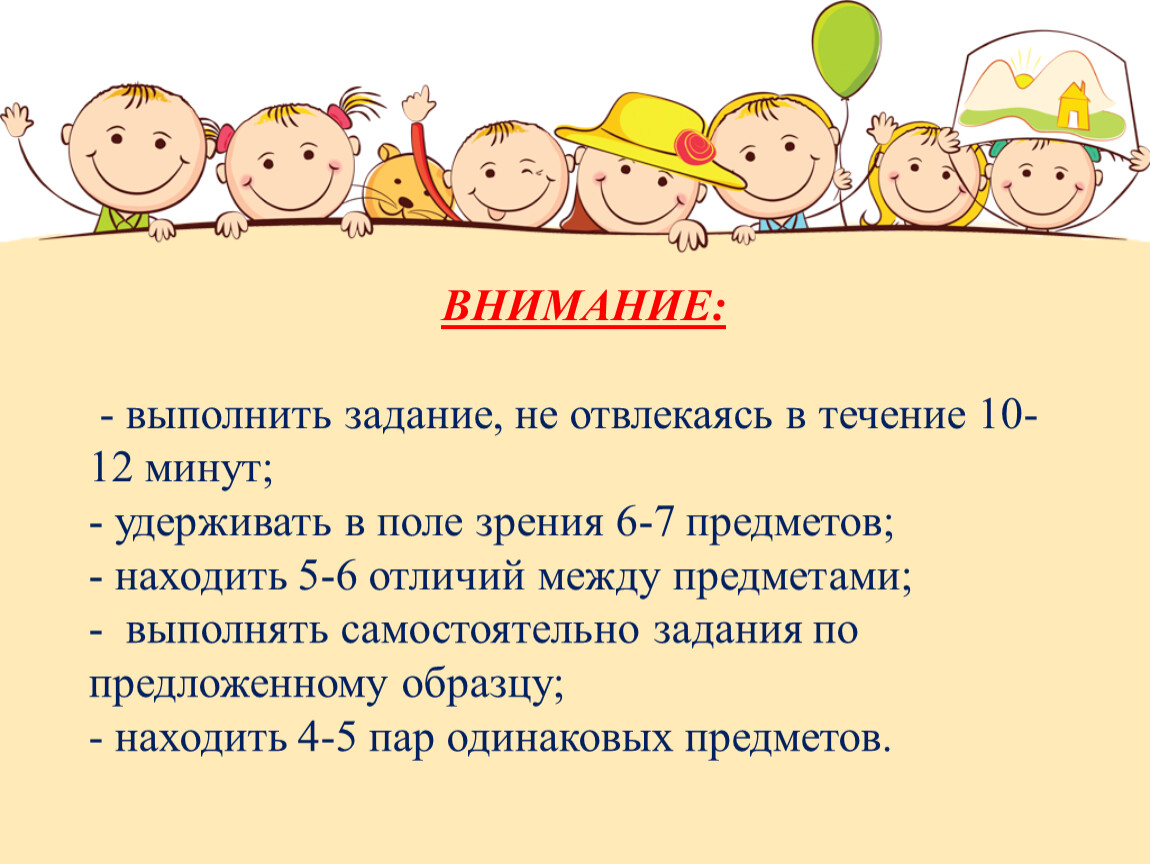 ВНИМАНИЕ:
- выполнить задание, не отвлекаясь в течение 10-
12 минут;
- удерживать в поле зрения 6-7 предметов;
- находить 5-6 отличий между предметами;
- выполнять самостоятельно задания по
предложенному образцу;
- находить 4-5 пар одинаковых предметов.